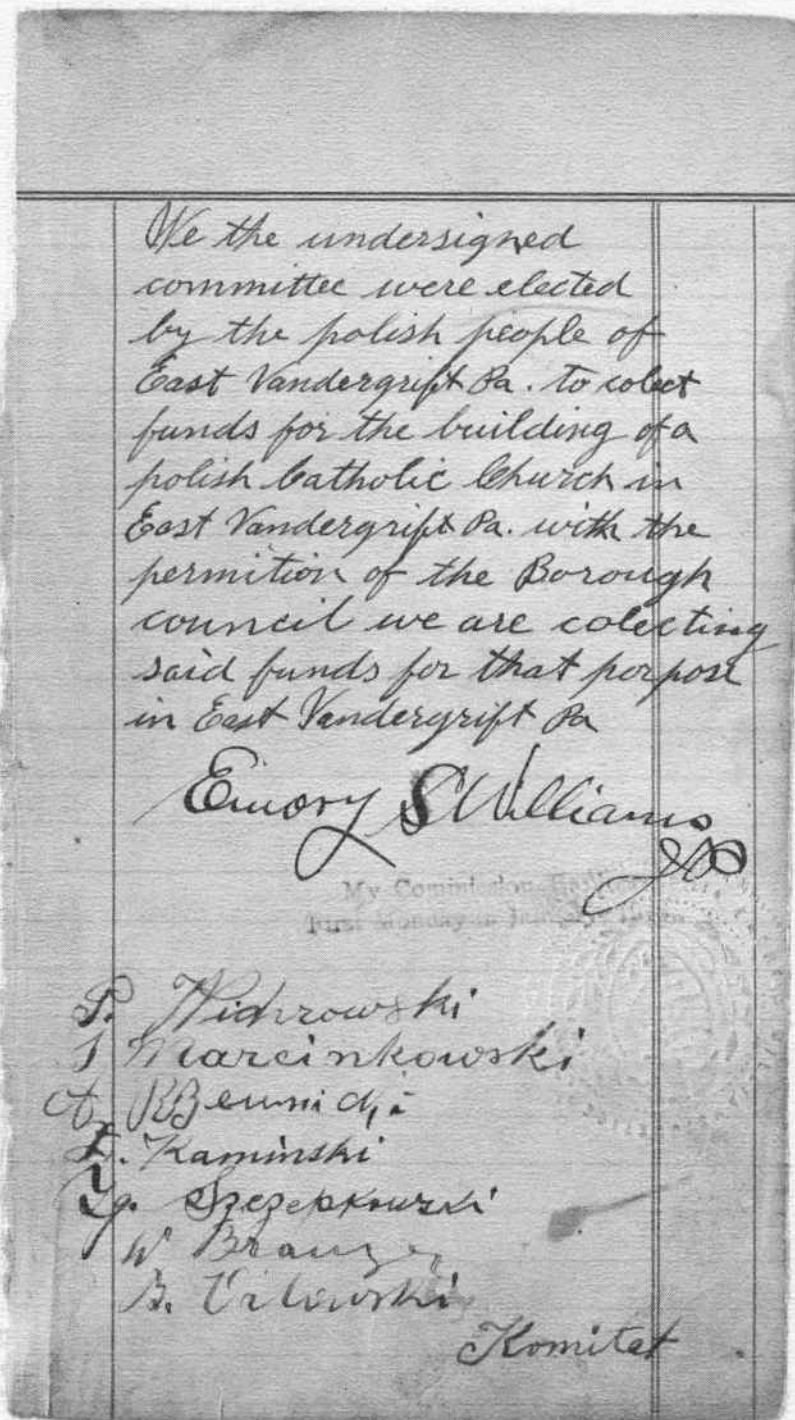 We the undersigned
committee were elected
by the polish people of
East Vandergrift Pa. to colect
funds for the building of a
polish Catholic Church in
East Vandergrift Pa. with the
permition of the Borough
council we are colecting
said funds for that porpose
in East Vandergrift Pa
Emory S Williams
JP
My Commission
First Monday in
S. Marcinkowski
Kaminski
Szczepkowski
W
Komitet